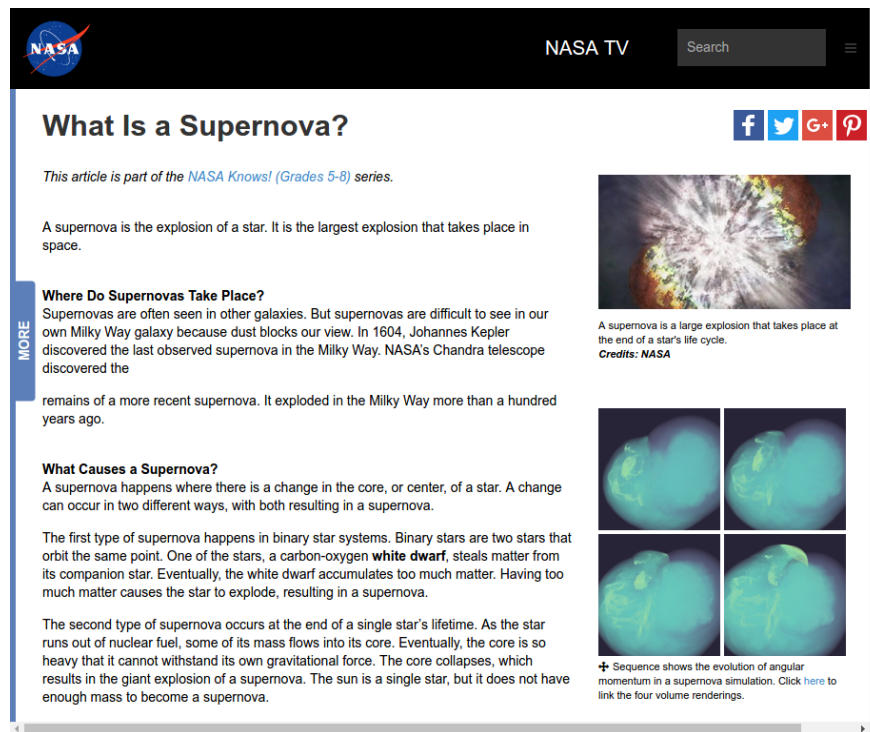 NASA
NASA TV
Search
What Is a Supernova?
f G+
This article is part of the NASA Knows! (Grades 5-8) series.
A supernova is the explosion of a star. It is the largest explosion that takes place in
space.
MORE
Where Do Supernovas Take Place?
Supernovas are often seen in other galaxies. But supernovas are difficult to see in our
own Milky Way galaxy because dust blocks our view. In 1604, Johannes Kepler
discovered the last observed supernova in the Milky Way. NASA's Chandra telescope
discovered the
remains of a more recent supernova. It exploded in the Milky Way more than a hundred
years ago.
What Causes a Supernova?
A supernova happens where there is a change in the core, or center, of a star. A change
can occur in two different ways, with both resulting in a supernova.
The first type of supernova happens in binary star systems. Binary stars are two stars that
orbit the same point. One of the stars, a carbon-oxygen white dwarf, steals matter from
its companion star. Eventually, the white dwarf accumulates too much matter. Having too
much matter causes the star to explode, resulting in a supernova.
The second type of supernova occurs at the end of a single star's lifetime. As the star
runs out of nuclear fuel, some of its mass flows into its core. Eventually, the core is so
heavy that it cannot withstand its own gravitational force. The core collapses, which
results in the giant explosion of a supernova. The sun is a single star, but it does not have
enough mass to become a supernova.
A supernova is a large explosion that takes place at
the end of a star's life cycle.
Credits: NASA
Sequence shows the evolution of angular
momentum in a supernova simulation. Click here to
link the four volume renderings.